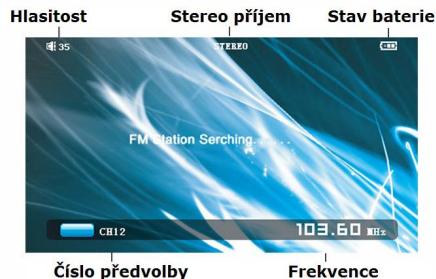 Hlasitost Stereo příjem Stav baterie
35 STEREO
FM Station Serching.......
CH12 103.60 MHz
Číslo předvolby Frekvence